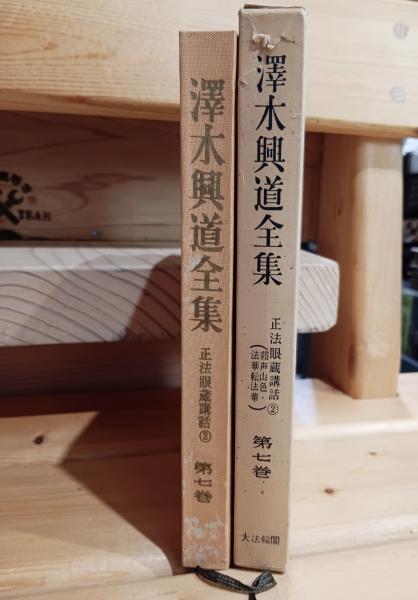 澤木興道全集
正法眼蔵講話②
第七巻
澤木興道全集
正法眼蔵講話②
(谿声山色・
法華転法華)
第七巻
大法輪閣
TEAM